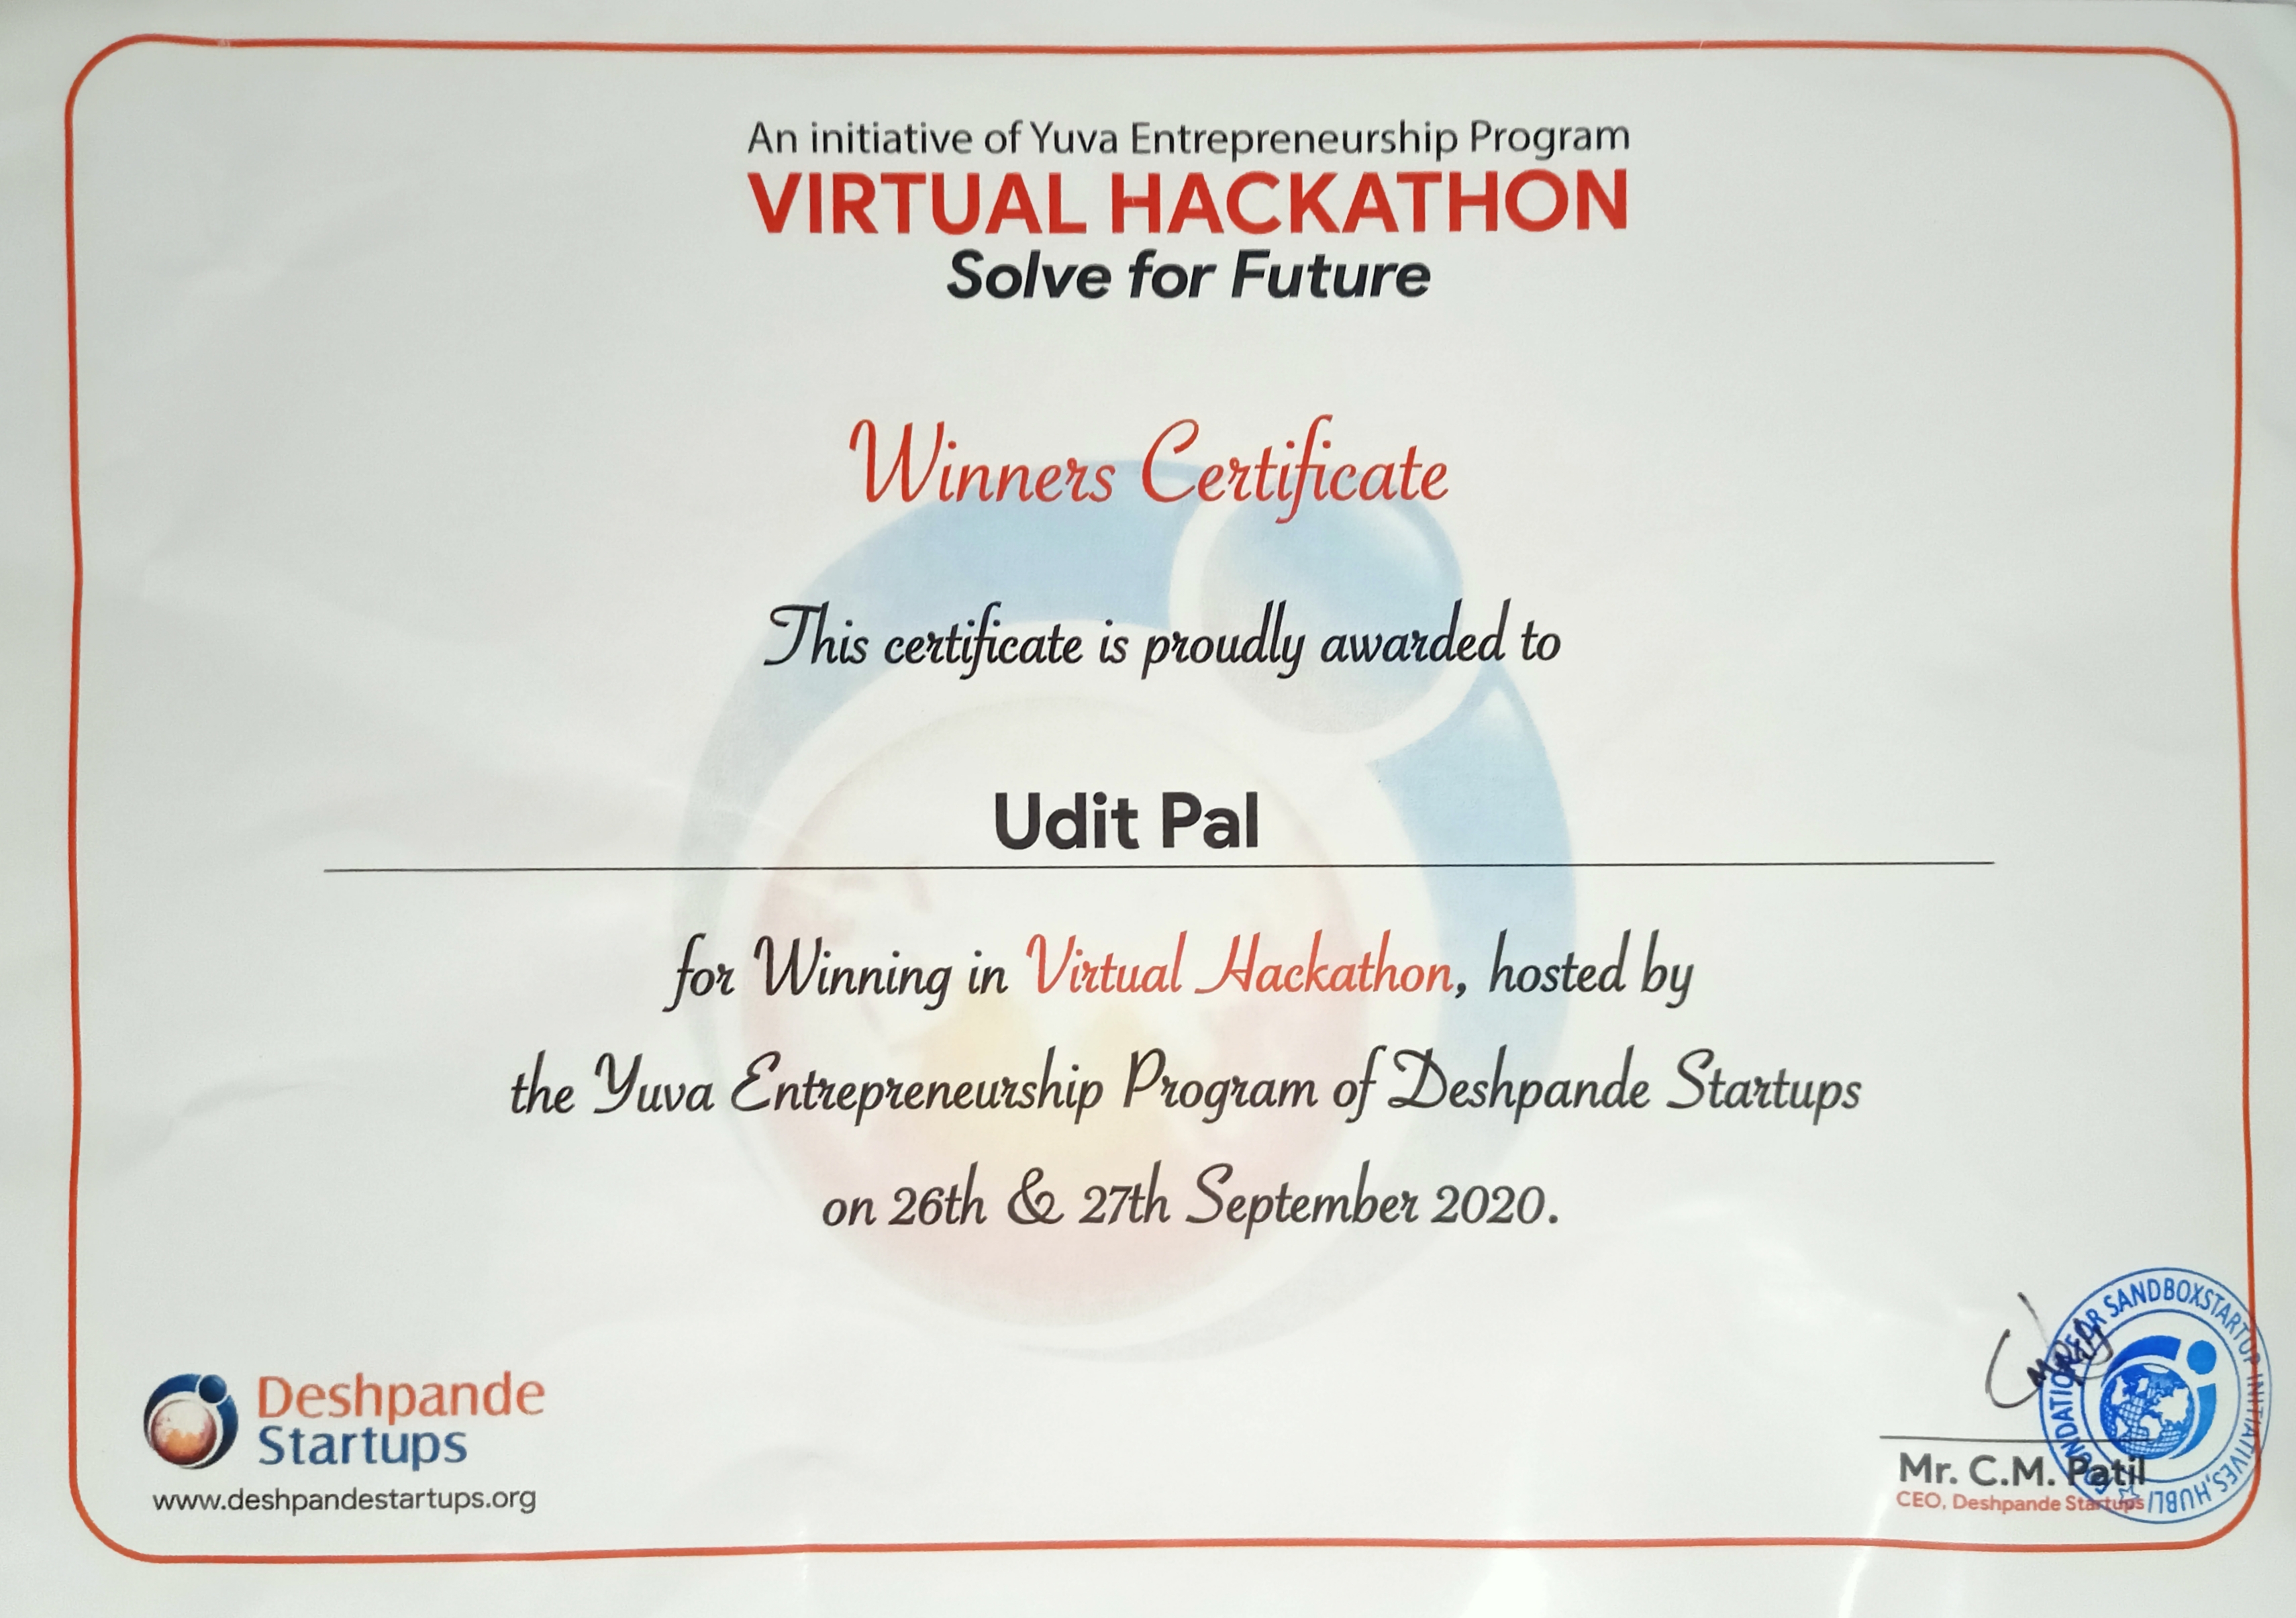 An initiative of Yuva Entrepreneurship Program
VIRTUAL HACKATHON
Solve for Future
Winners Certificate
This certificate is proudly awarded to
Udit Pal
for Winning in Virtual Hackathon, hosted by
the Yuva Entrepreneurship Program of Deshpande Startups
on 26th & 27th September 2020.
Deshpande
Startups
www.deshpandestartups.org
FOUNDATION FOR SANDBOXSTARTUP INITIATIVES, HUBLI
Mr. C.M. Patil
CEO, Deshpande Startups